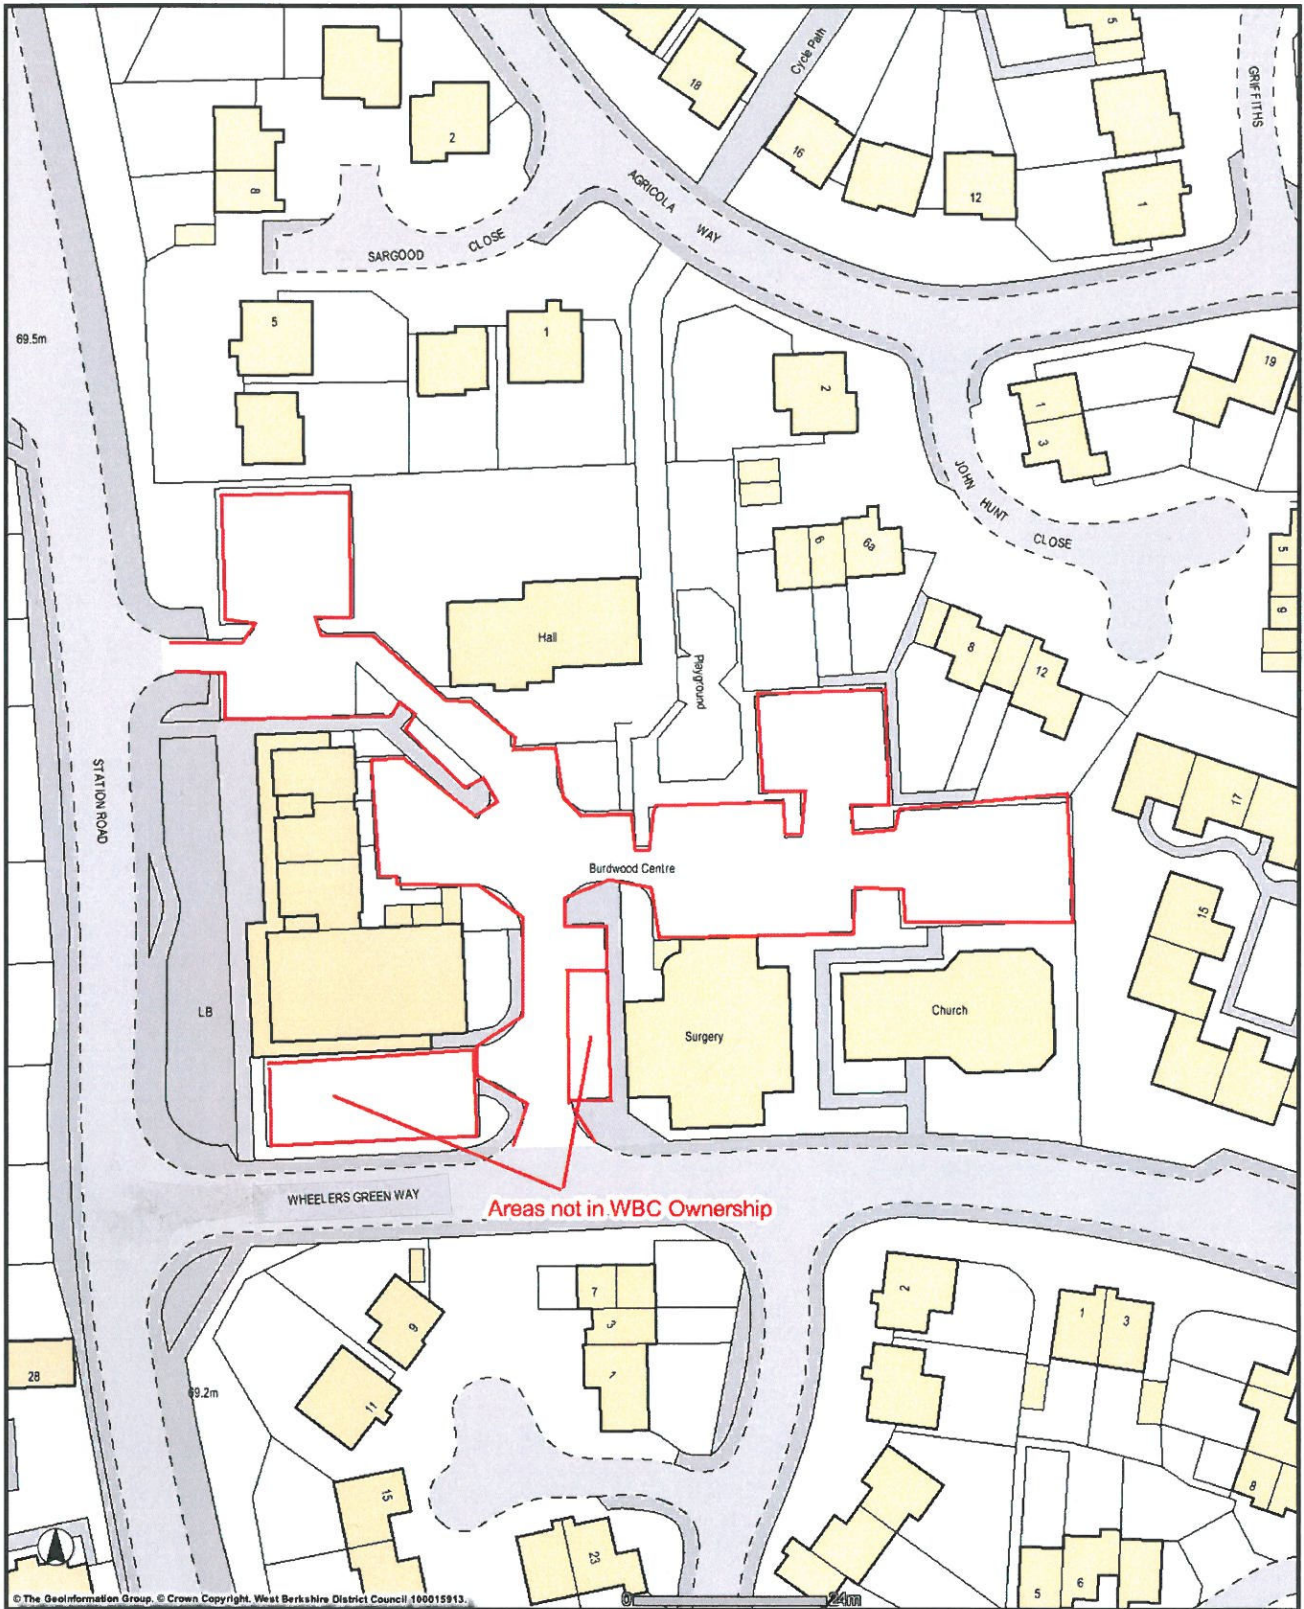 5
GRIFFITHS
Cycle Path
18
2
16
8
12
1
AGRICOLA
WAY
SARGOOD
CLOSE
5
1
69.5m
2
19
1
3
JOHN
HUNT
CLOSE
6
6a
5
9
Hall
Playground
8
12
STATION ROAD
17
Burdwood Centre
15
LB
Surgery
Church
WHEELERS GREEN WAY
Areas not in WBC Ownership
2
7
1
3
9
5
28
11
69.2m
15
8
23
5
6
© The GeoInformation Group. © Crown Copyright. West Berkshire District Council 100015913.
0
24m